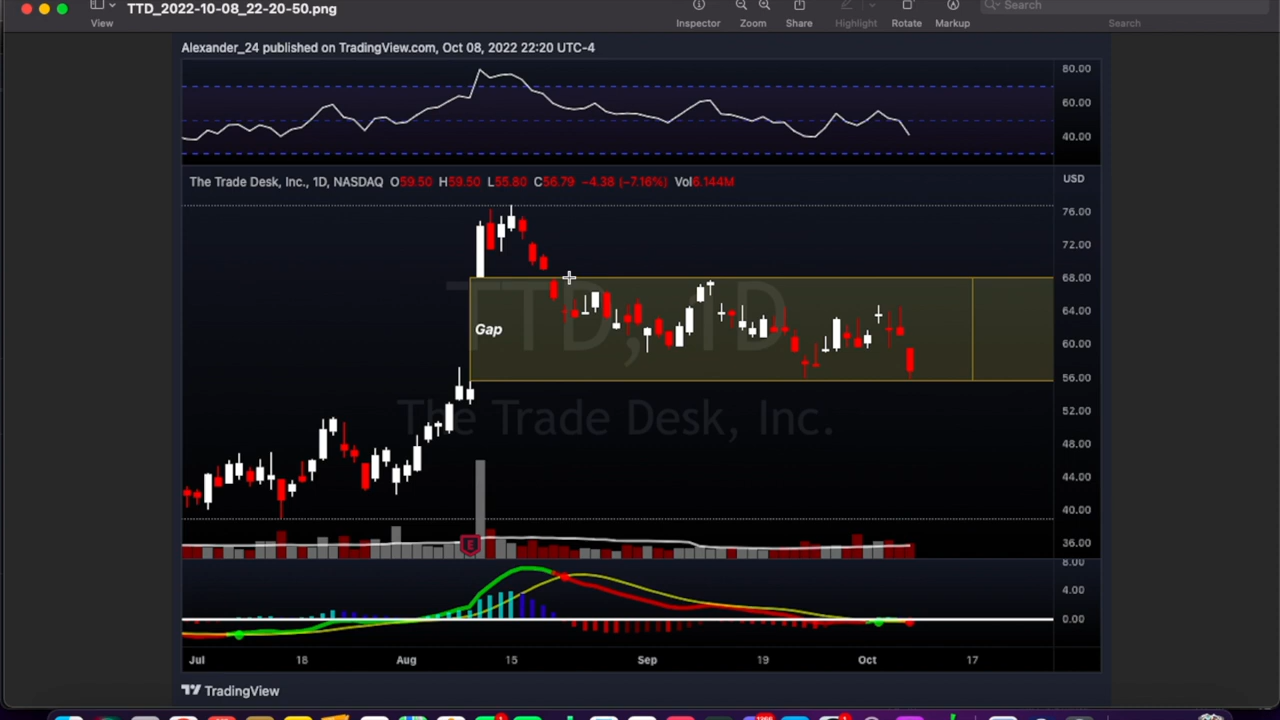 TTD_2022-10-08_22-20-50.png
View
Inspector
Zoom
Share
Highlight
Rotate
Markup
Search
Search
Alexander_24 published on TradingView.com, Oct 08, 2022 22:20 UTC-4
80.00
60.00
40.00
The Trade Desk, Inc., 1D, NASDAQ O59.50 H59.50 L55.80 C56.79 −4.38 (−7.16%) Vol6.144M
USD
76.00
72.00
68.00
64.00
60.00
56.00
52.00
48.00
44.00
40.00
36.00
TTD, 1D
The Trade Desk, Inc.
Gap
E
8.00
4.00
0.00
Jul 18 Aug 15 Sep 19 Oct 17
TradingView